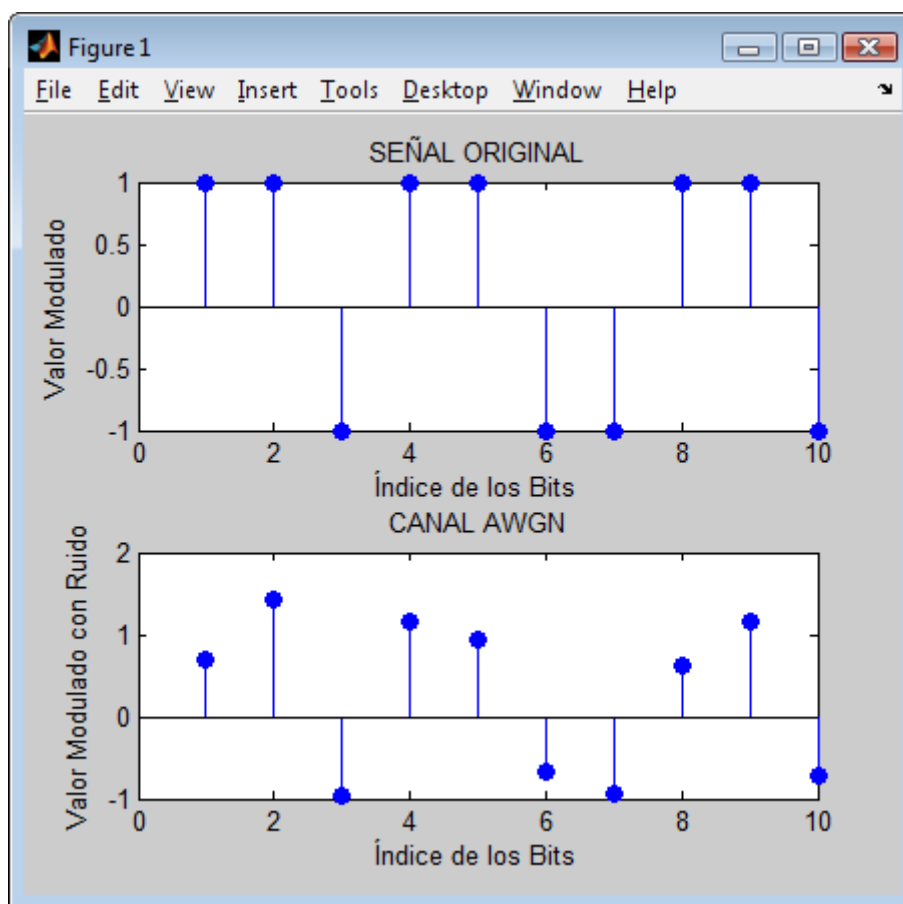 Figure 1
File Edit View Insert Tools Desktop Window Help
SEÑAL ORIGINAL
Valor Modulado
1
0.5
0
-0.5
-1
0 2 4 6 8 10
Índice de los Bits
CANAL AWGN
Valor Modulado con Ruido
2
1
0
-1
0 2 4 6 8 10
Índice de los Bits